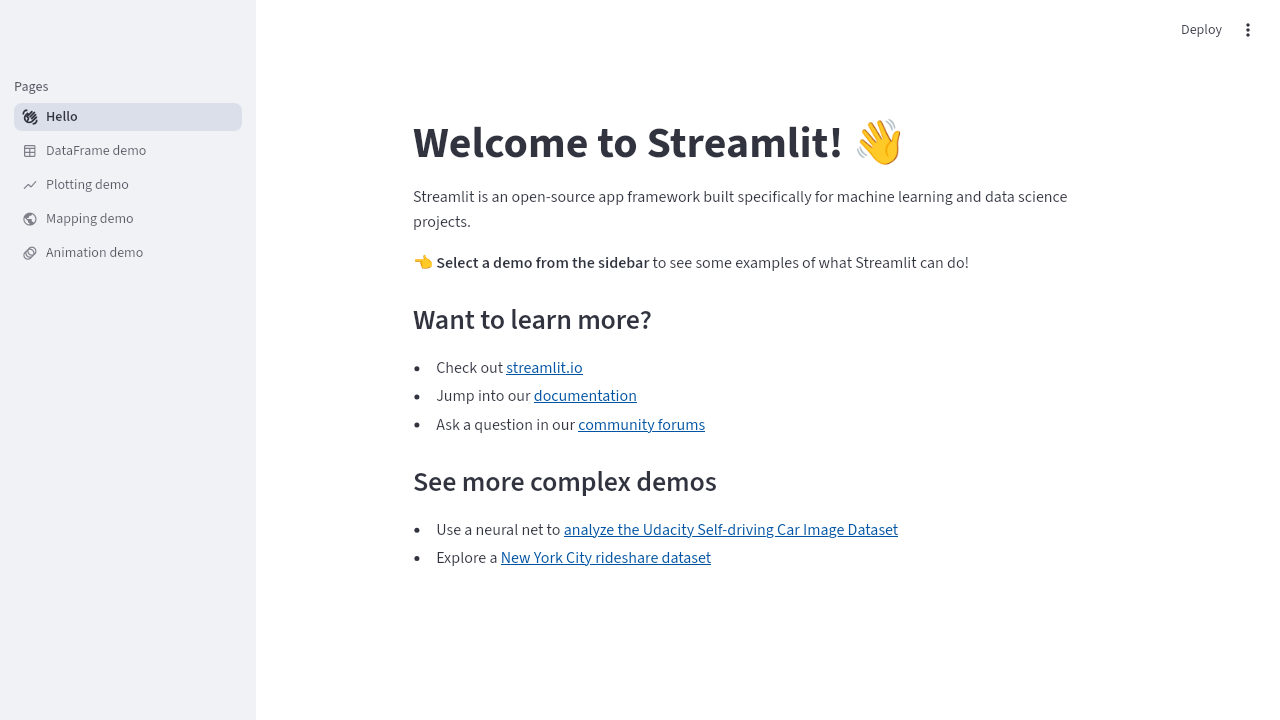 Deploy
Pages
Hello
DataFrame demo
Plotting demo
Mapping demo
Animation demo
Welcome to Streamlit! 👋
Streamlit is an open-source app framework built specifically for machine learning and data science
projects.
👈 Select a demo from the sidebar to see some examples of what Streamlit can do!
Want to learn more?
• Check out streamlit.io
• Jump into our documentation
• Ask a question in our community forums
See more complex demos
• Use a neural net to analyze the Udacity Self-driving Car Image Dataset
• Explore a New York City rideshare dataset